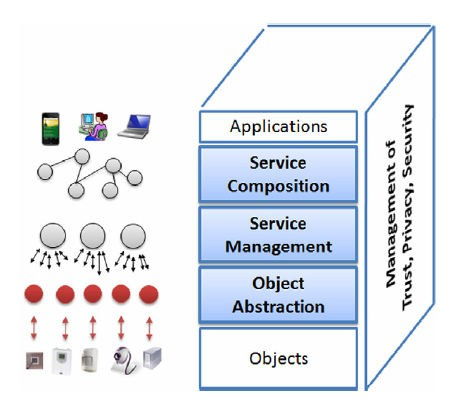 Applications
Service
Composition
Service
Management
Object
Abstraction
Objects
Management of
Trust, Privacy, Security